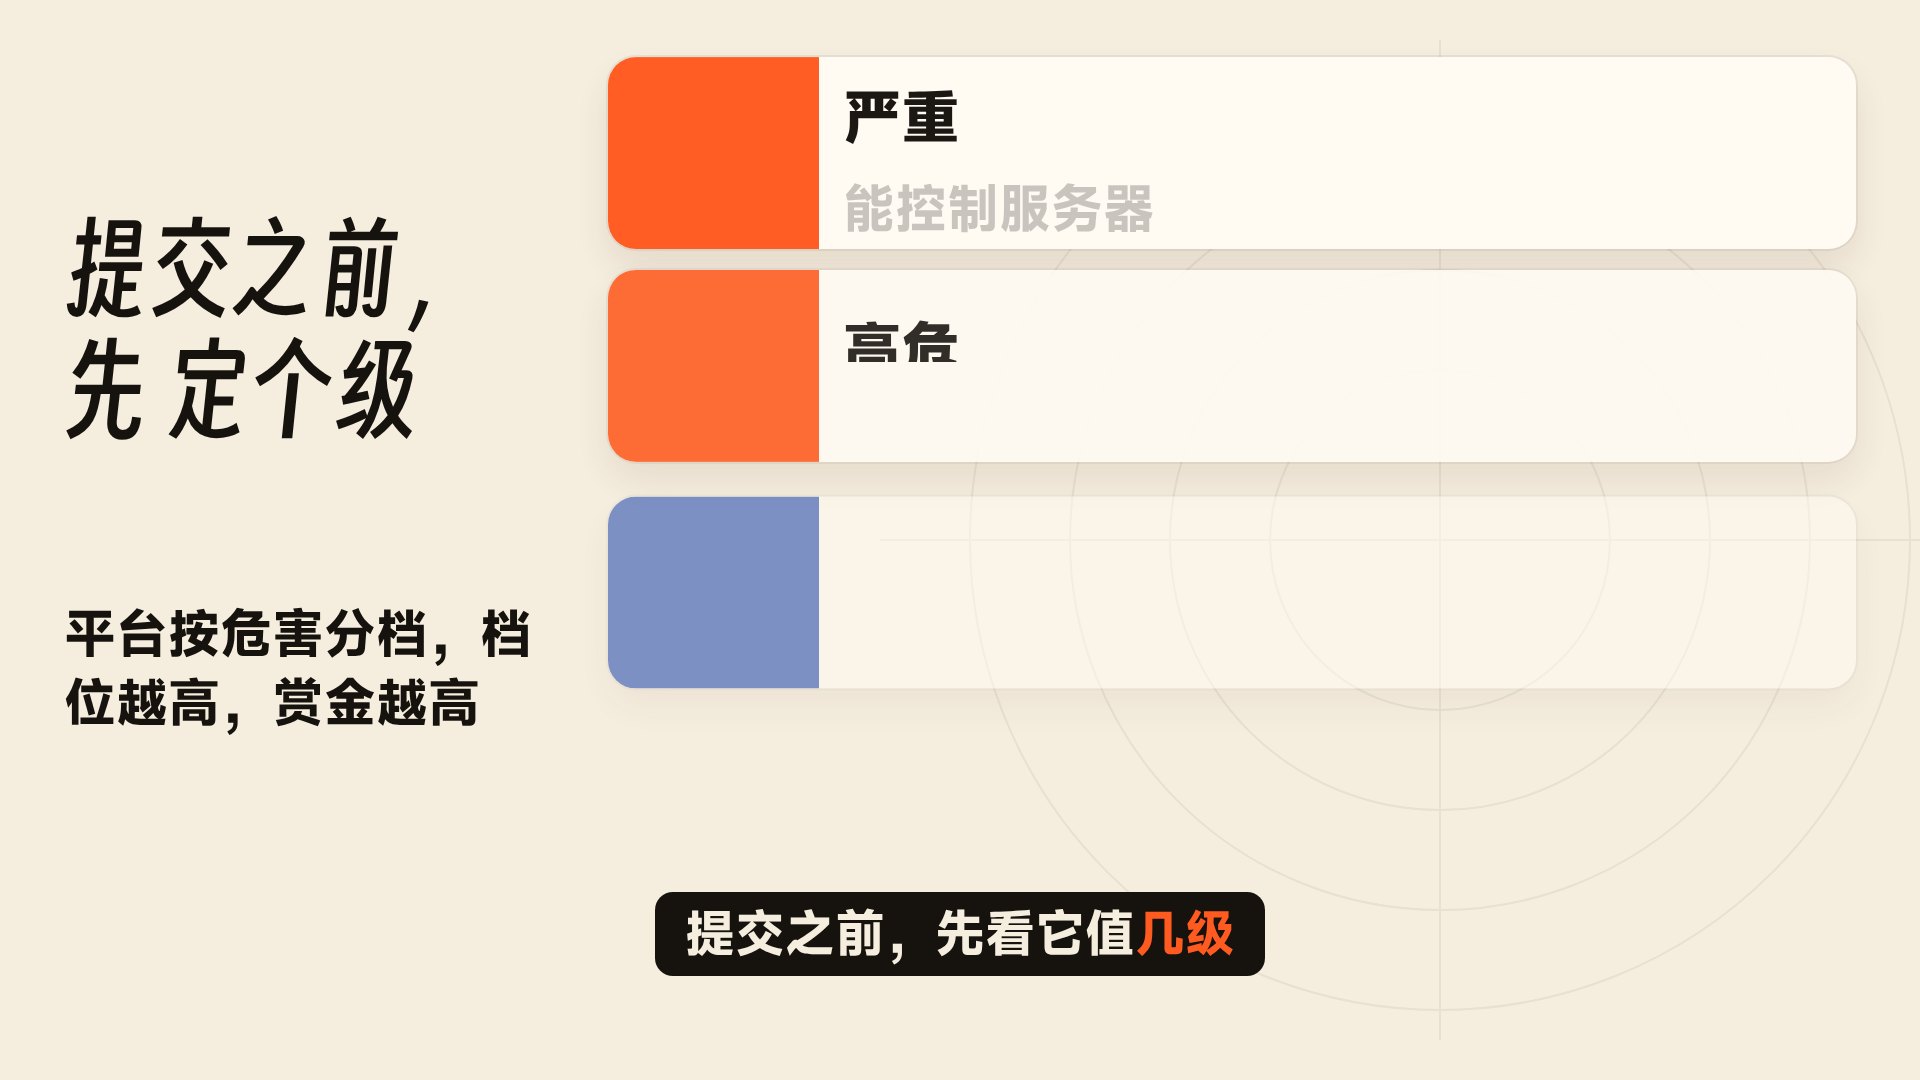 提交之前,
先 定个级
平台按危害分档，档
位越高，赏金越高
严重
能控制服务器
高危
提交之前，先看它值几级